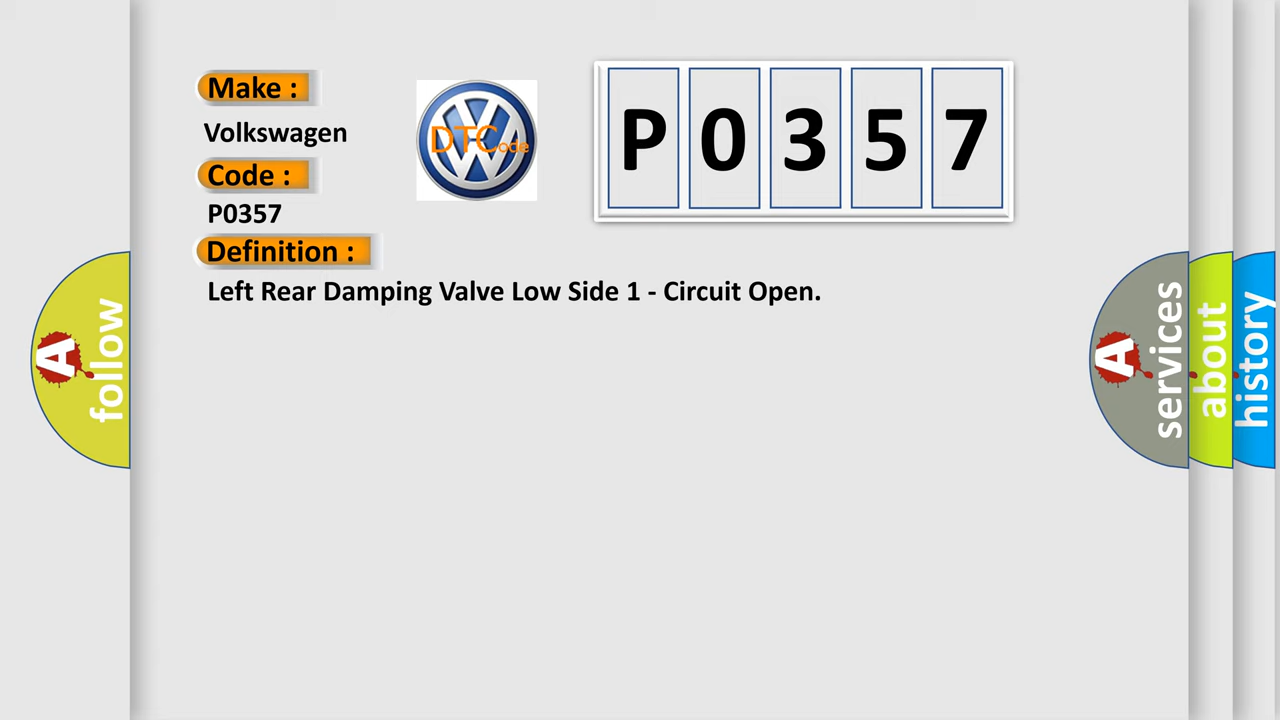 Make :
Volkswagen
Code :
P0357
Definition :
Left Rear Damping Valve Low Side 1 - Circuit Open.
DTCode
P0357
A follow
A services
about
history